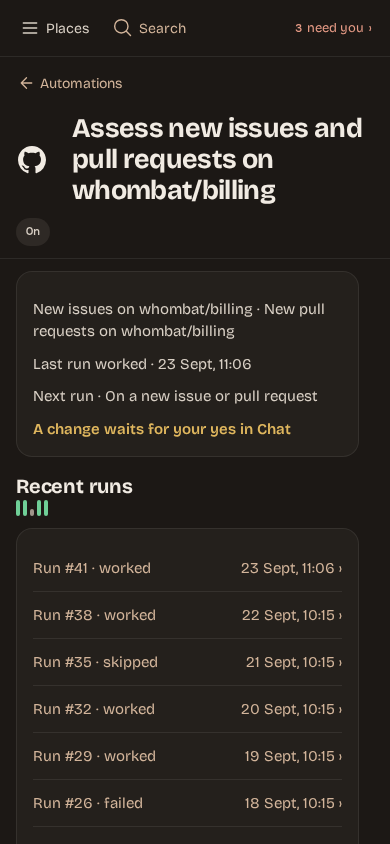 Places
Search
3 need you ›
Automations
Assess new issues and
pull requests on
whombat/billing
On
New issues on whombat/billing · New pull
requests on whombat/billing
Last run worked · 23 Sept, 11:06
Next run · On a new issue or pull request
A change waits for your yes in Chat
Recent runs
Run #41 · worked 23 Sept, 11:06 ›
Run #38 · worked 22 Sept, 10:15 ›
Run #35 · skipped 21 Sept, 10:15 ›
Run #32 · worked 20 Sept, 10:15 ›
Run #29 · worked 19 Sept, 10:15 ›
Run #26 · failed 18 Sept, 10:15 ›